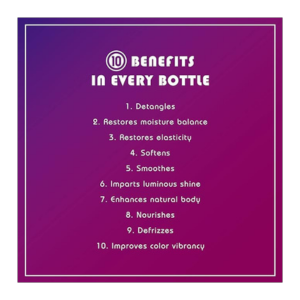 10 BENEFITS
IN EVERY BOTTLE
1. Detangles
2. Restores moisture balance
3. Restores elasticity
4. Softens
5. Smoothes
6. Imparts luminous shine
7. Enhances natural body
8. Nourishes
9. Defrizzes
10. Improves color vibrancy